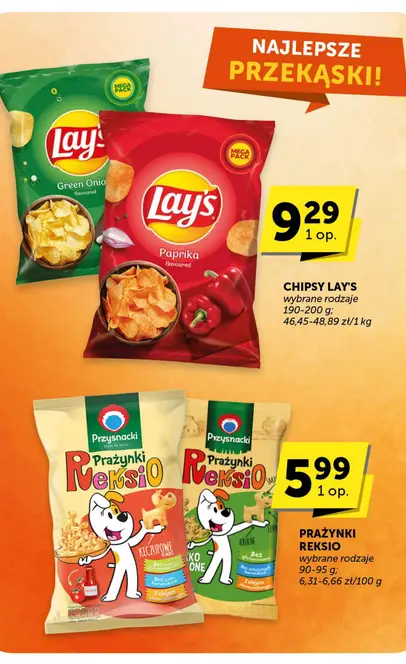 NAJLEPSZE
PRZEKĄSKI!
MEGA
PACK
Lay's
Green Onion
flavoured
MEGA
PACK
Lay's
Paprika
flavoured
9.29
1 op.
CHIPSY LAY'S
wybrane rodzaje
190-200 g;
46,45-48,89 zł/1 kg
Przysnacki
Prażynki
ReksiO
KECZUPOWE
Przysnacki
Prażynki
ReksiO
Bez
5.99
1 op.
PRAŻYNKI
REKSIO
wybrane rodzaje
90-95 g;
6,31-6,66 zł/100 g